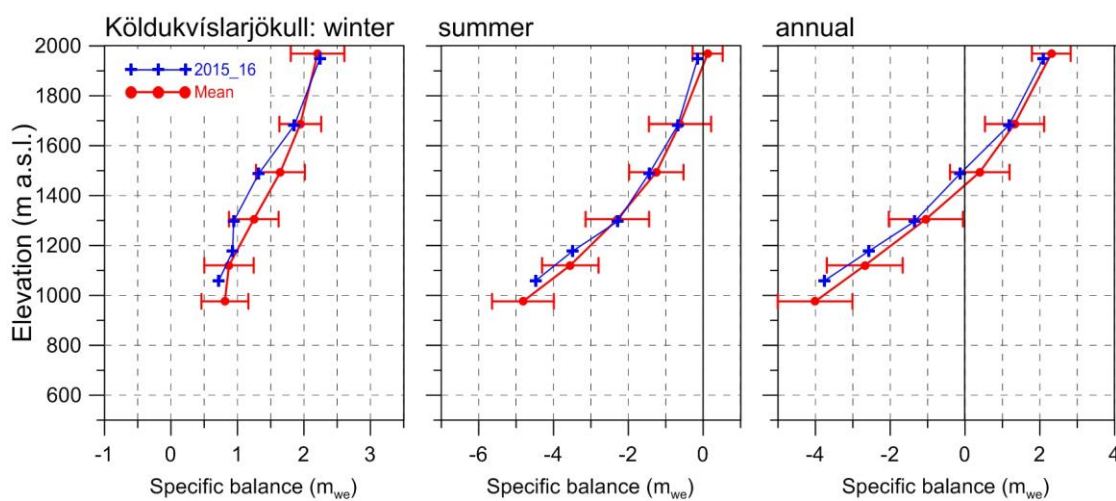 Köldukvíslarjökull: winter
summer
annual
2015_16
Mean
Elevation (m a.s.l.)
2000
1800
1600
1400
1200
1000
800
600
-1 0 1 2 3
-6 -4 -2 0
-4 -2 0 2 4
Specific balance (mwe)
Specific balance (mwe)
Specific balance (mwe)